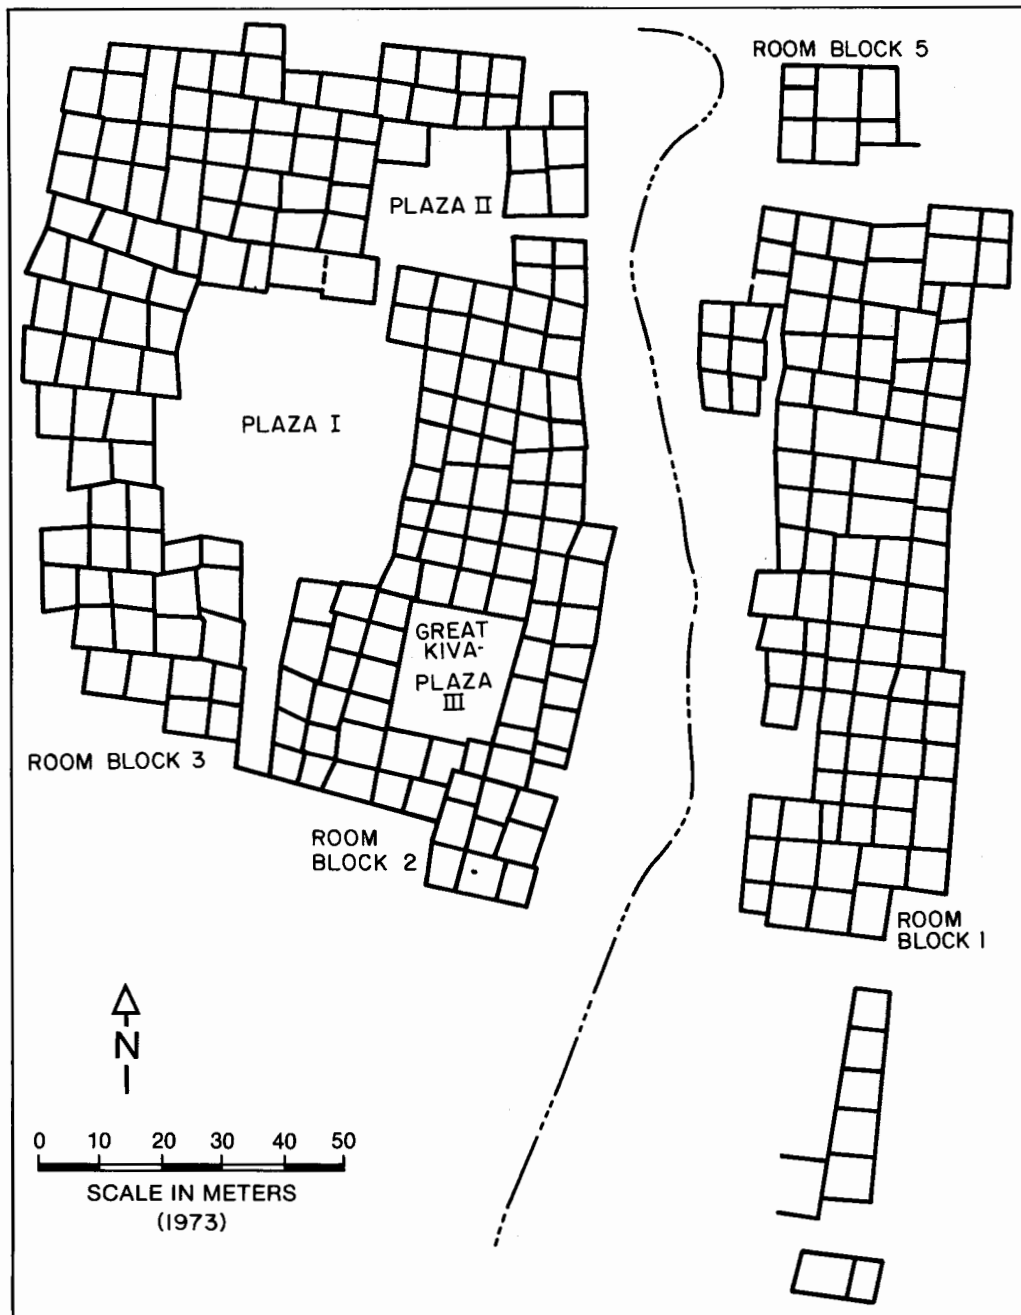 ROOM BLOCK 5
PLAZA II
PLAZA I
GREAT
KIVA-
PLAZA
III
ROOM BLOCK 3
ROOM
BLOCK 2
ROOM
BLOCK 1
N
0 10 20 30 40 50
SCALE IN METERS
(1973)